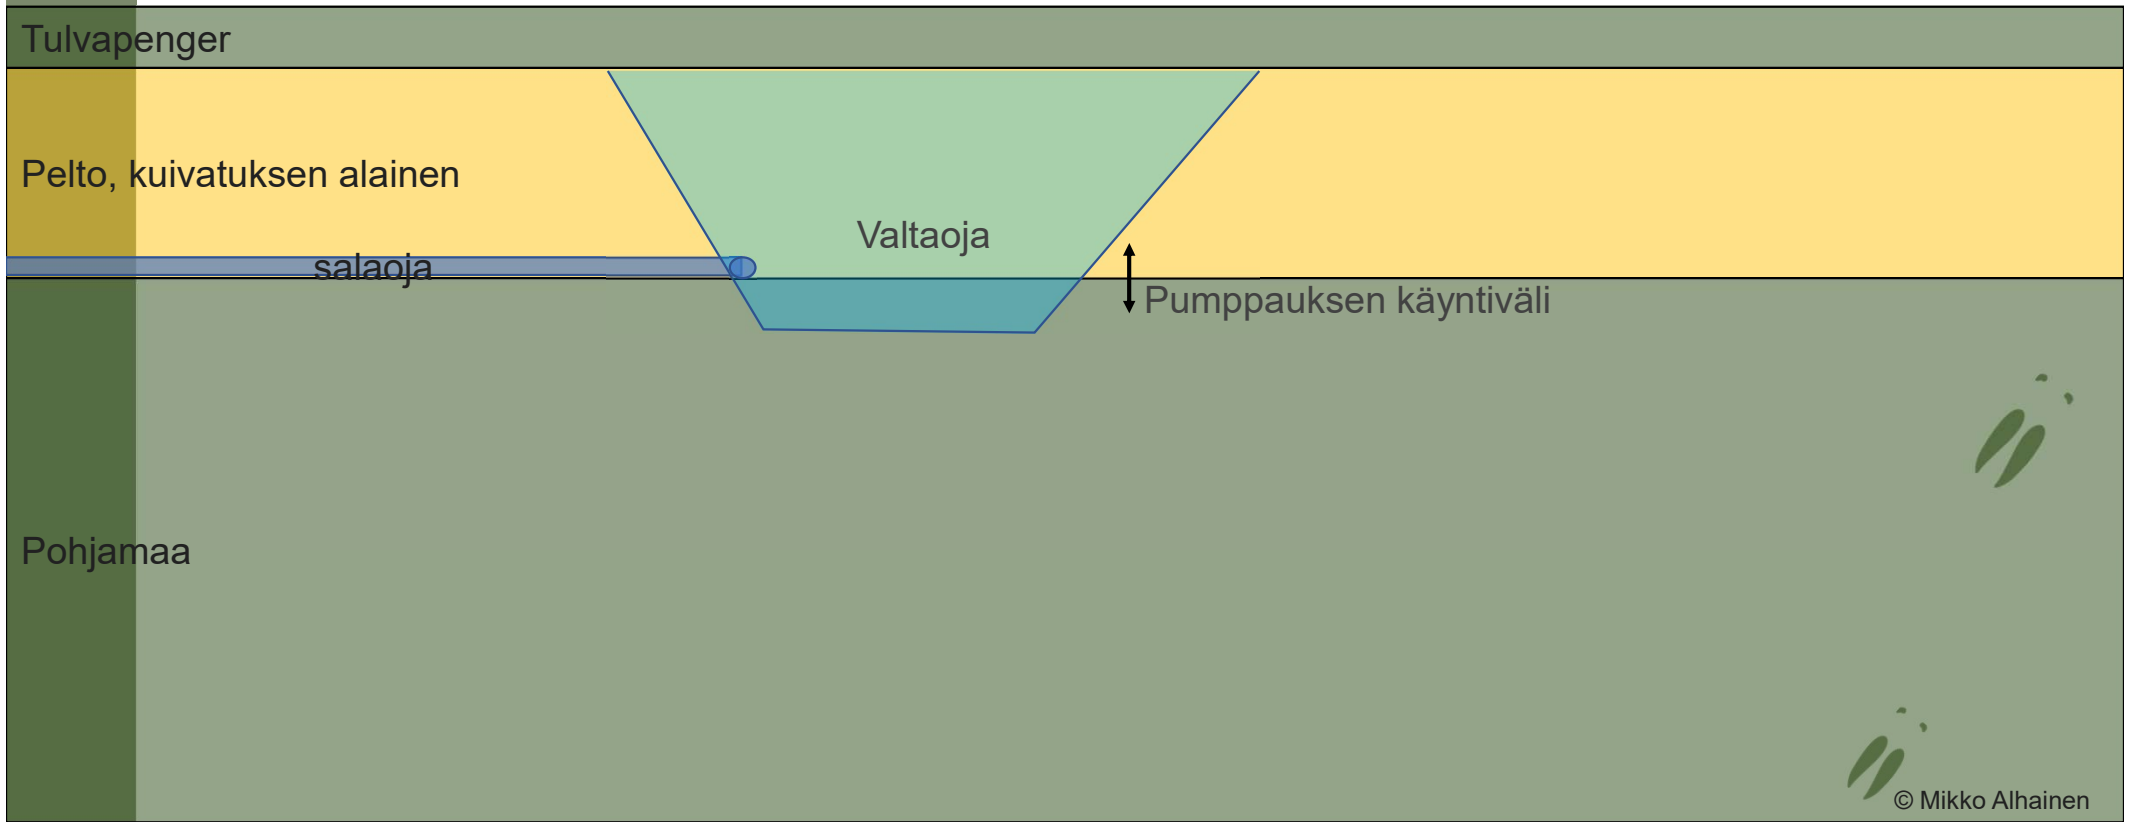 Tulvapenger
Pelto, kuivatuksen alainen
Valtaoja
salaoja
Pumppauksen käyntiväli
Pohjamaa
© Mikko Alhainen